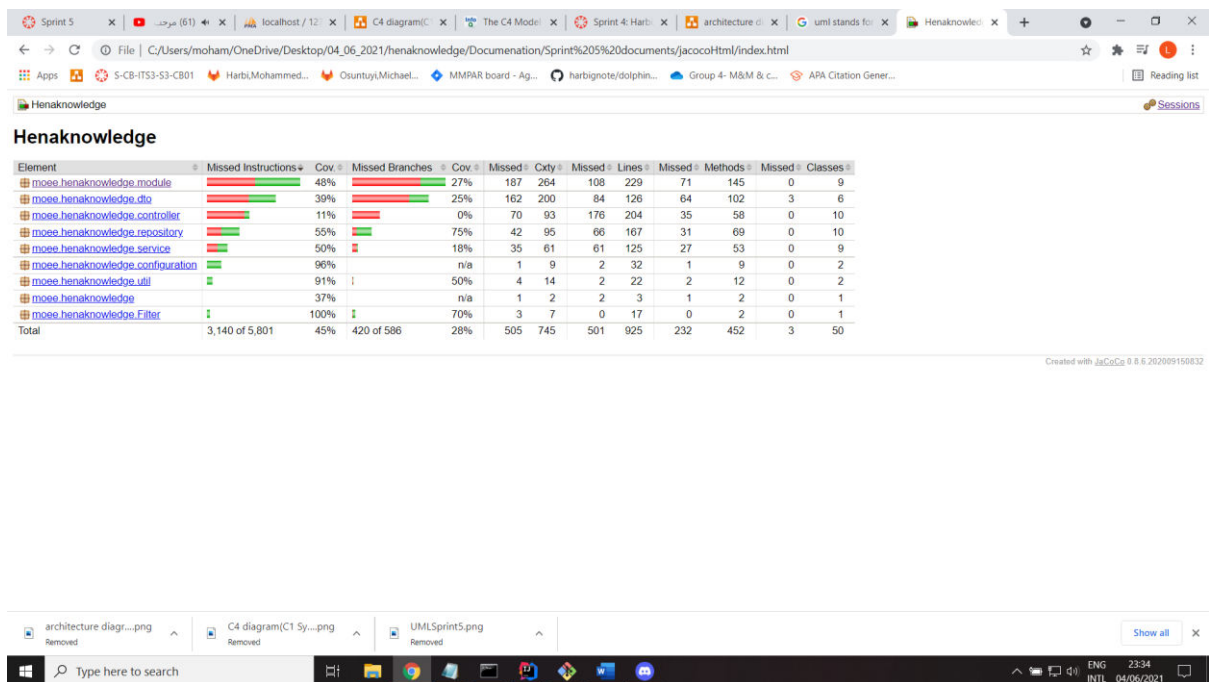 Sprint 5 (61) موحد.. localhost / 12 C4 diagram(C The C4 Model Sprint 4: Harb architecture d uml stands for Henaknowled
File | C:/Users/moham/OneDrive/Desktop/04_06_2021/henaknowledge/Documenation/Sprint%205%20documents/jacocoHtml/index.html
Apps S-CB-ITS3-S3-CB01 Harbi,Mohammed... Osuntuyi,Michael... MMPAR board - Ag... harbignote/dolphin... Group 4- M&M & c... APA Citation Gener... Reading list
Henaknowledge Sessions
Henaknowledge
Element Missed Instructions Cov. Missed Branches Cov. Missed Cxty Missed Lines Missed Methods Missed Classes
moee.henaknowledge.module 48% 27% 187 264 108 229 71 145 0 9
moee.henaknowledge.dto 39% 25% 162 200 84 126 64 102 3 6
moee.henaknowledge.controller 11% 0% 70 93 176 204 35 58 0 10
moee.henaknowledge.repository 55% 75% 42 95 66 167 31 69 0 10
moee.henaknowledge.service 50% 18% 35 61 61 125 27 53 0 9
moee.henaknowledge.configuration 96% n/a 1 9 2 32 1 9 0 2
moee.henaknowledge.util 91% 50% 4 14 2 22 2 12 0 2
moee.henaknowledge 37% n/a 1 2 2 3 1 2 0 1
moee.henaknowledge.Filter 100% 70% 3 7 0 17 0 2 0 1
Total 3,140 of 5,801 45% 420 of 586 28% 505 745 501 925 232 452 3 50
Created with JaCoCo 0.8.6.202009150832
architecture diagr....png C4 diagram(C1 Sy....png UMLSprint5.png Show all
Removed Removed Removed
Type here to search ENG 23:34
INTL 04/06/2021